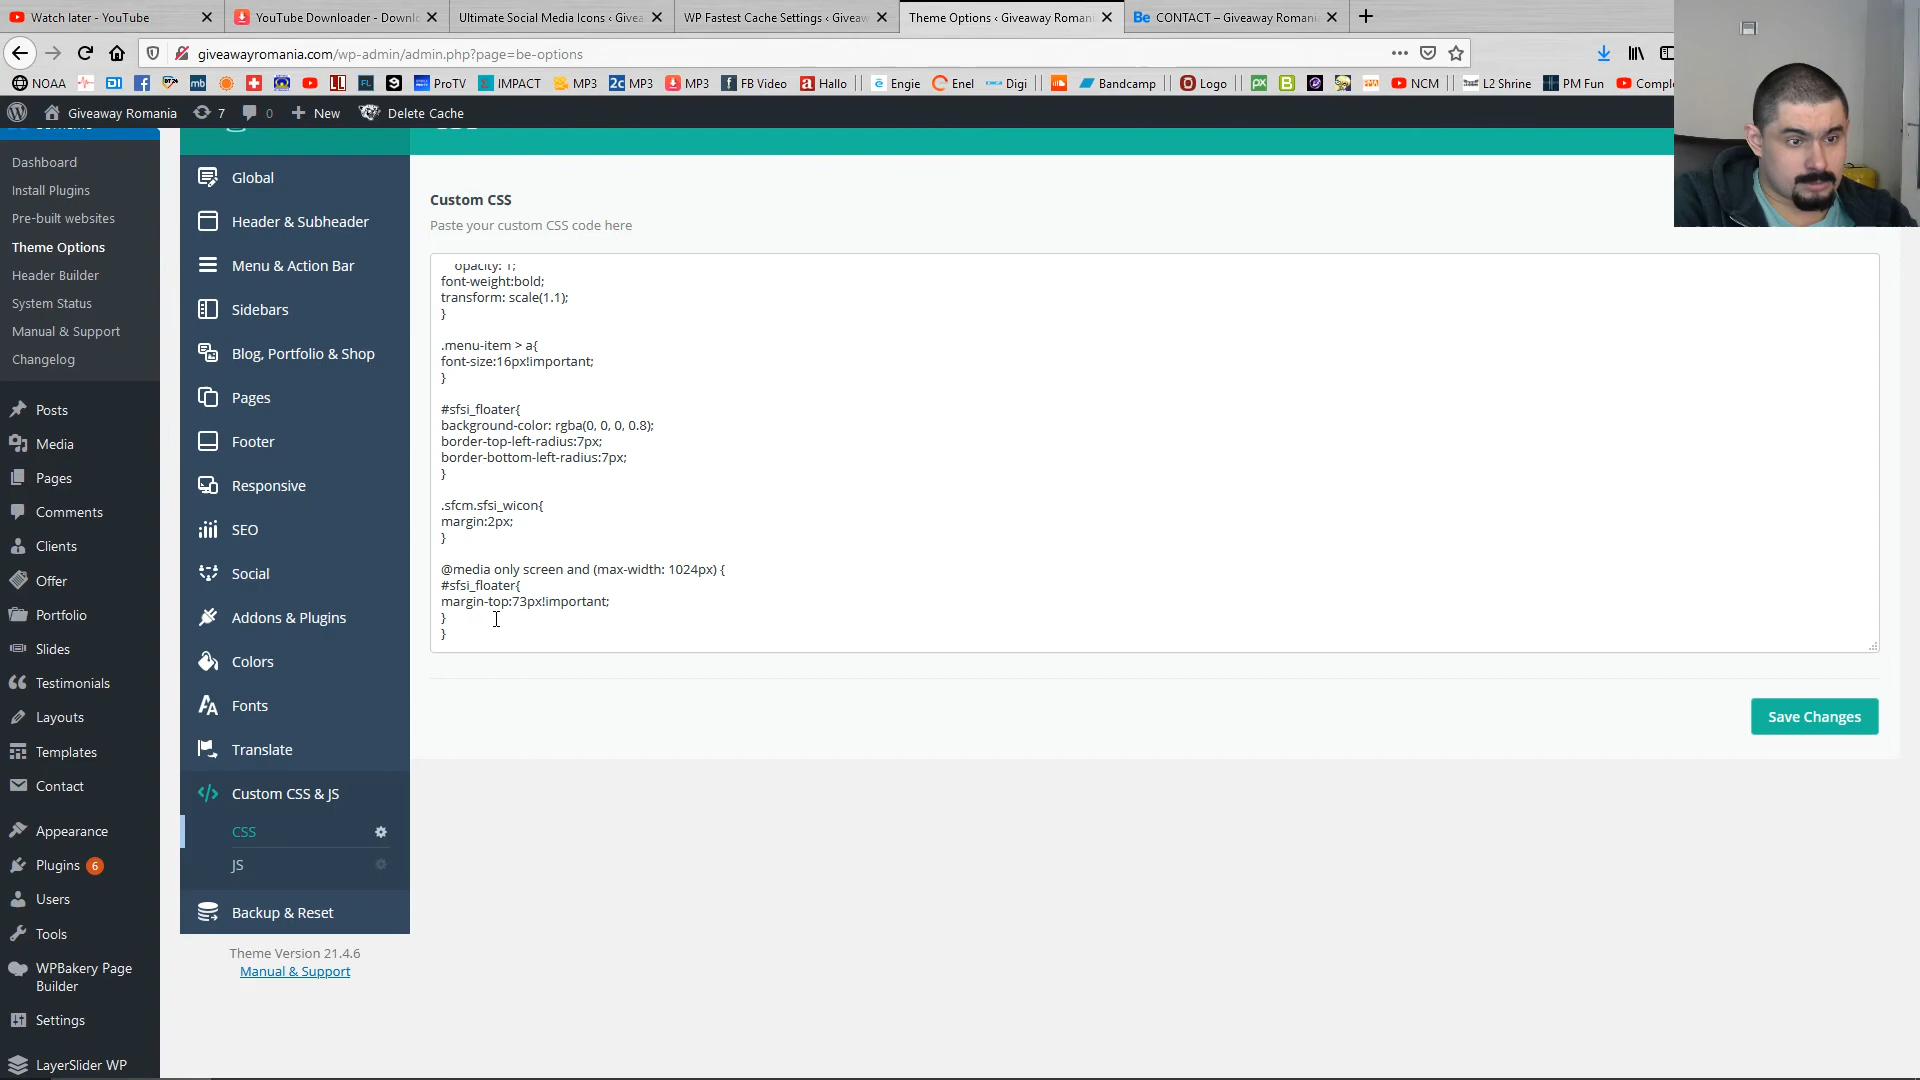 Watch later - YouTube
YouTube Downloader - Downl
Ultimate Social Media Icons ‹ Givea
WP Fastest Cache Settings ‹ Giveaw
Theme Options ‹ Giveaway Roman
Be CONTACT – Giveaway Romani
giveawayromania.com/wp-admin/admin.php?page=be-options
NOAA
ProTV
IMPACT
MP3
2c MP3
MP3
FB Video
Hallo
Engie
Enel
Digi
Bandcamp
Logo
NCM
L2 Shrine
PM Fun
Compl
Giveaway Romania
7
0
New
Delete Cache
Dashboard
Install Plugins
Pre-built websites
Theme Options
Header Builder
System Status
Manual & Support
Changelog
Posts
Media
Pages
Comments
Clients
Offer
Portfolio
Slides
Testimonials
Layouts
Templates
Contact
Appearance
Plugins 6
Users
Tools
WPBakery Page
Builder
Settings
LayerSlider WP
Global
Header & Subheader
Menu & Action Bar
Sidebars
Blog, Portfolio & Shop
Pages
Footer
Responsive
SEO
Social
Addons & Plugins
Colors
Fonts
Translate
Custom CSS & JS
CSS
JS
Backup & Reset
Theme Version 21.4.6
Manual & Support
Custom CSS
Paste your custom CSS code here
opacity: 1;
font-weight:bold;
transform: scale(1.1);
}
.menu-item > a{
font-size:16px!important;
}
#sfsi_floater{
background-color: rgba(0, 0, 0, 0.8);
border-top-left-radius:7px;
border-bottom-left-radius:7px;
}
.sfcm.sfsi_wicon{
margin:2px;
}
@media only screen and (max-width: 1024px) {
#sfsi_floater{
margin-top:73px!important;
}
}
Save Changes